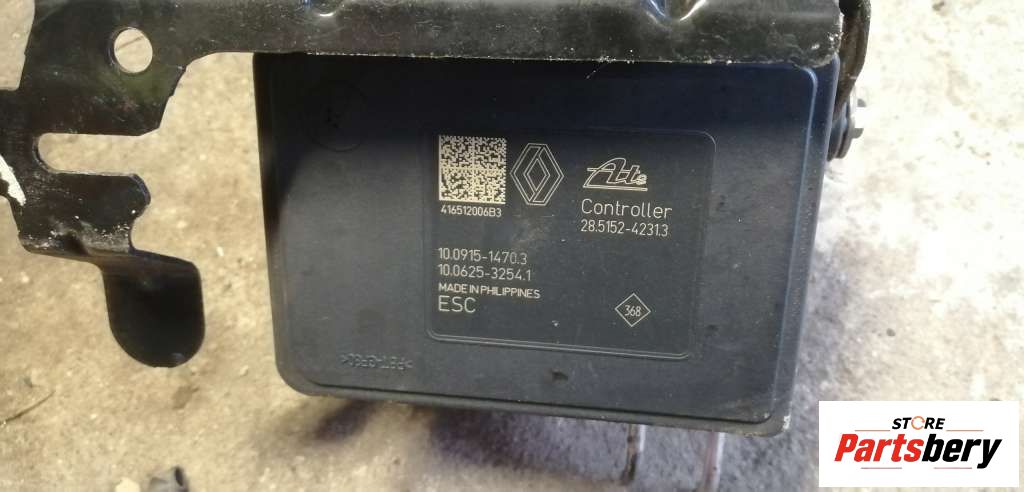 416512006B3
Ate
Controller
28.5152-4231.3
10.0915-1470.3
10.0625-3254.1
MADE IN PHILIPPINES
ESC
368
STORE
Partsbery